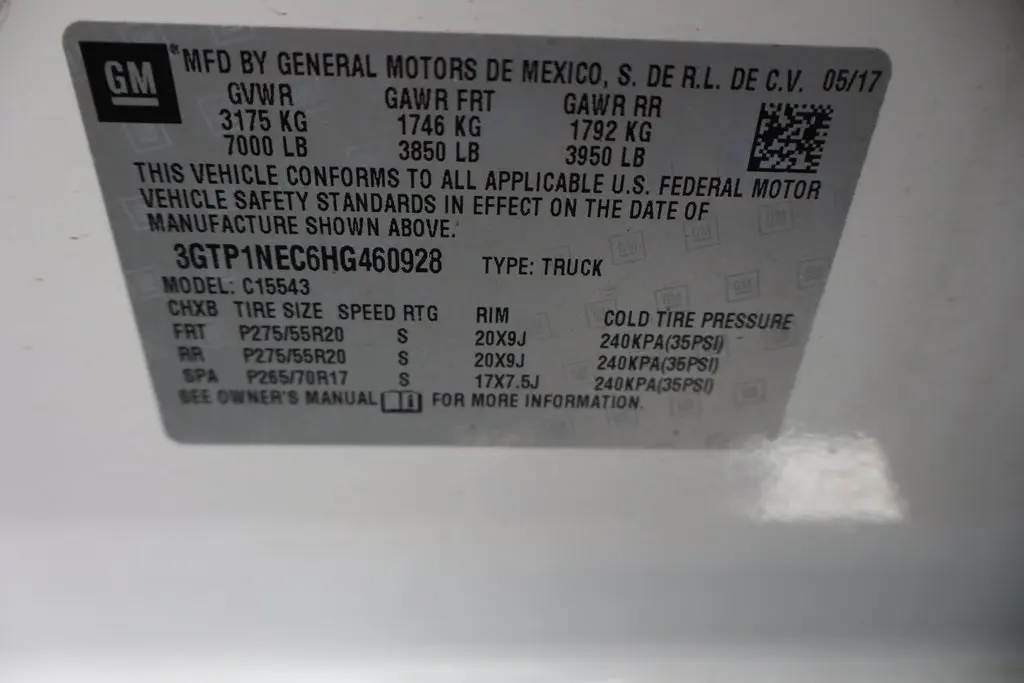 GM
MFD BY GENERAL MOTORS DE MEXICO, S. DE R.L. DE C.V. 05/17
GVWR GAWR FRT GAWR RR
3175 KG 1746 KG 1792 KG
7000 LB 3850 LB 3950 LB
THIS VEHICLE CONFORMS TO ALL APPLICABLE U.S. FEDERAL MOTOR
VEHICLE SAFETY STANDARDS IN EFFECT ON THE DATE OF
MANUFACTURE SHOWN ABOVE.
3GTP1NEC6HG460928 TYPE: TRUCK
MODEL: C15543
CHXB TIRE SIZE SPEED RTG RIM COLD TIRE PRESSURE
FRT P275/55R20 S 20X9J 240KPA(35PSI)
RR P275/55R20 S 20X9J 240KPA(35PSI)
SPA P265/70R17 S 17X7.5J 240KPA(35PSI)
SEE OWNER'S MANUAL FOR MORE INFORMATION.